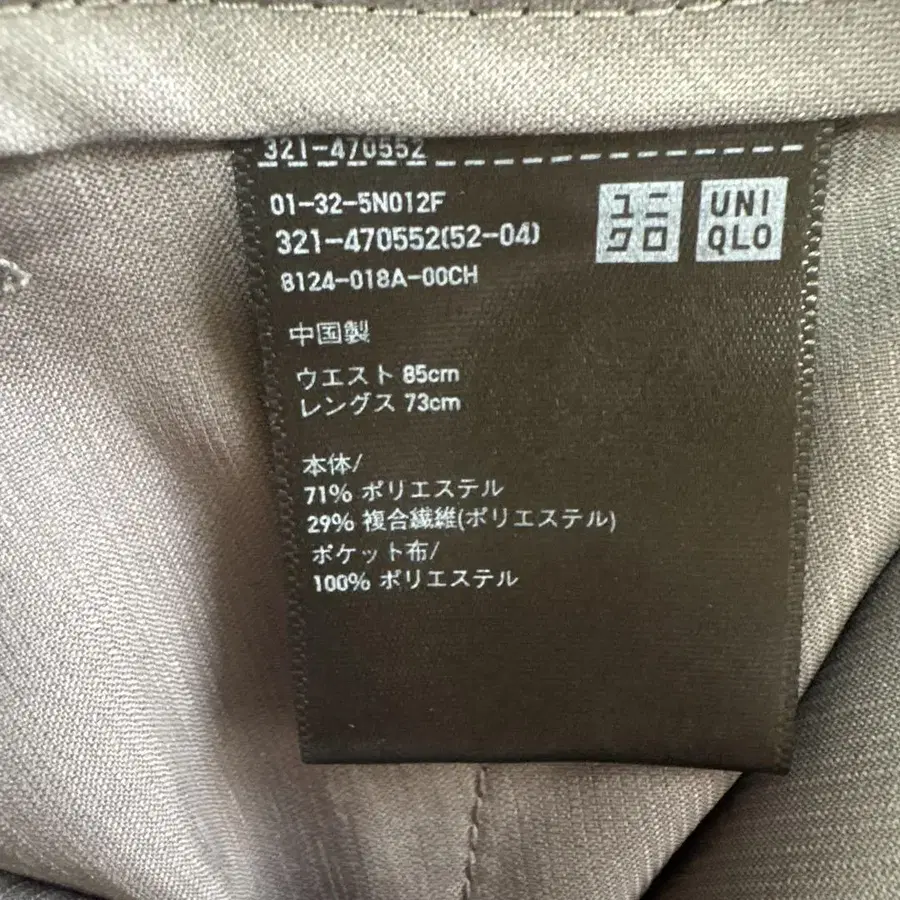 321-470552
01-32-5N012F
321-470552(52-04)
8124-018A-00CH
ユニ
クロ
UNI
QLO
中国製
ウエスト 85cm
レングス 73cm
本体/
71% ポリエステル
29% 複合繊維(ポリエステル)
ポケット布/
100% ポリエステル